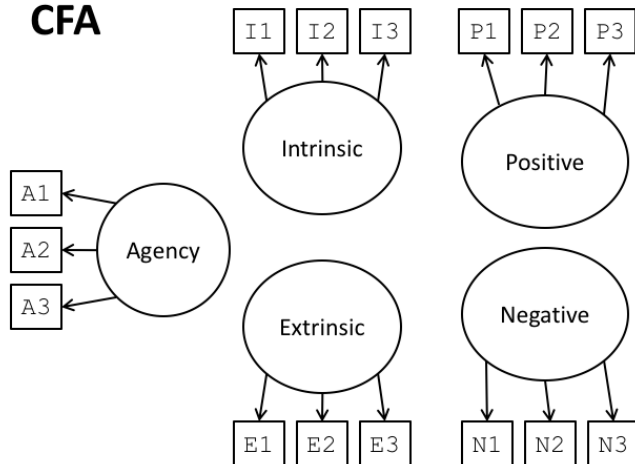 CFA
I1 I2 I3
P1 P2 P3
Intrinsic
Positive
A1
A2
A3
Agency
Extrinsic
Negative
E1 E2 E3
N1 N2 N3